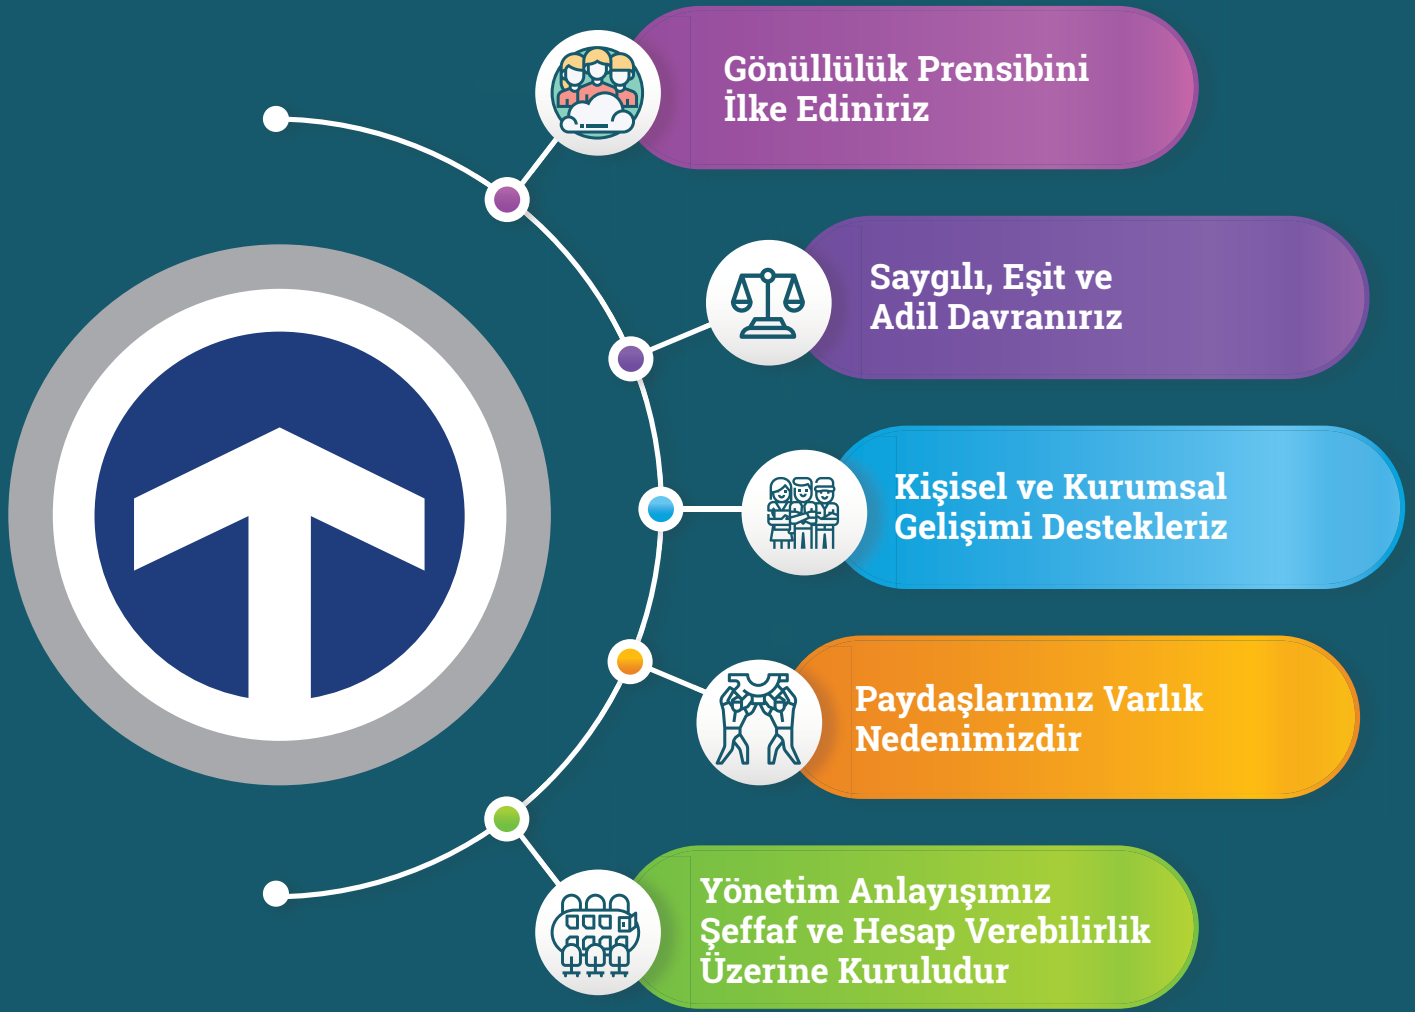 Gönüllülük Prensibini
İlke Ediniriz
Saygılı, Eşit ve
Adil Davranırız
Kişisel ve Kurumsal
Gelişimi Destekleriz
Paydaşlarımız Varlık
Nedenimizdir
Yönetim Anlayışımız
Şeffaf ve Hesap Verebilirlik
Üzerine Kuruludur